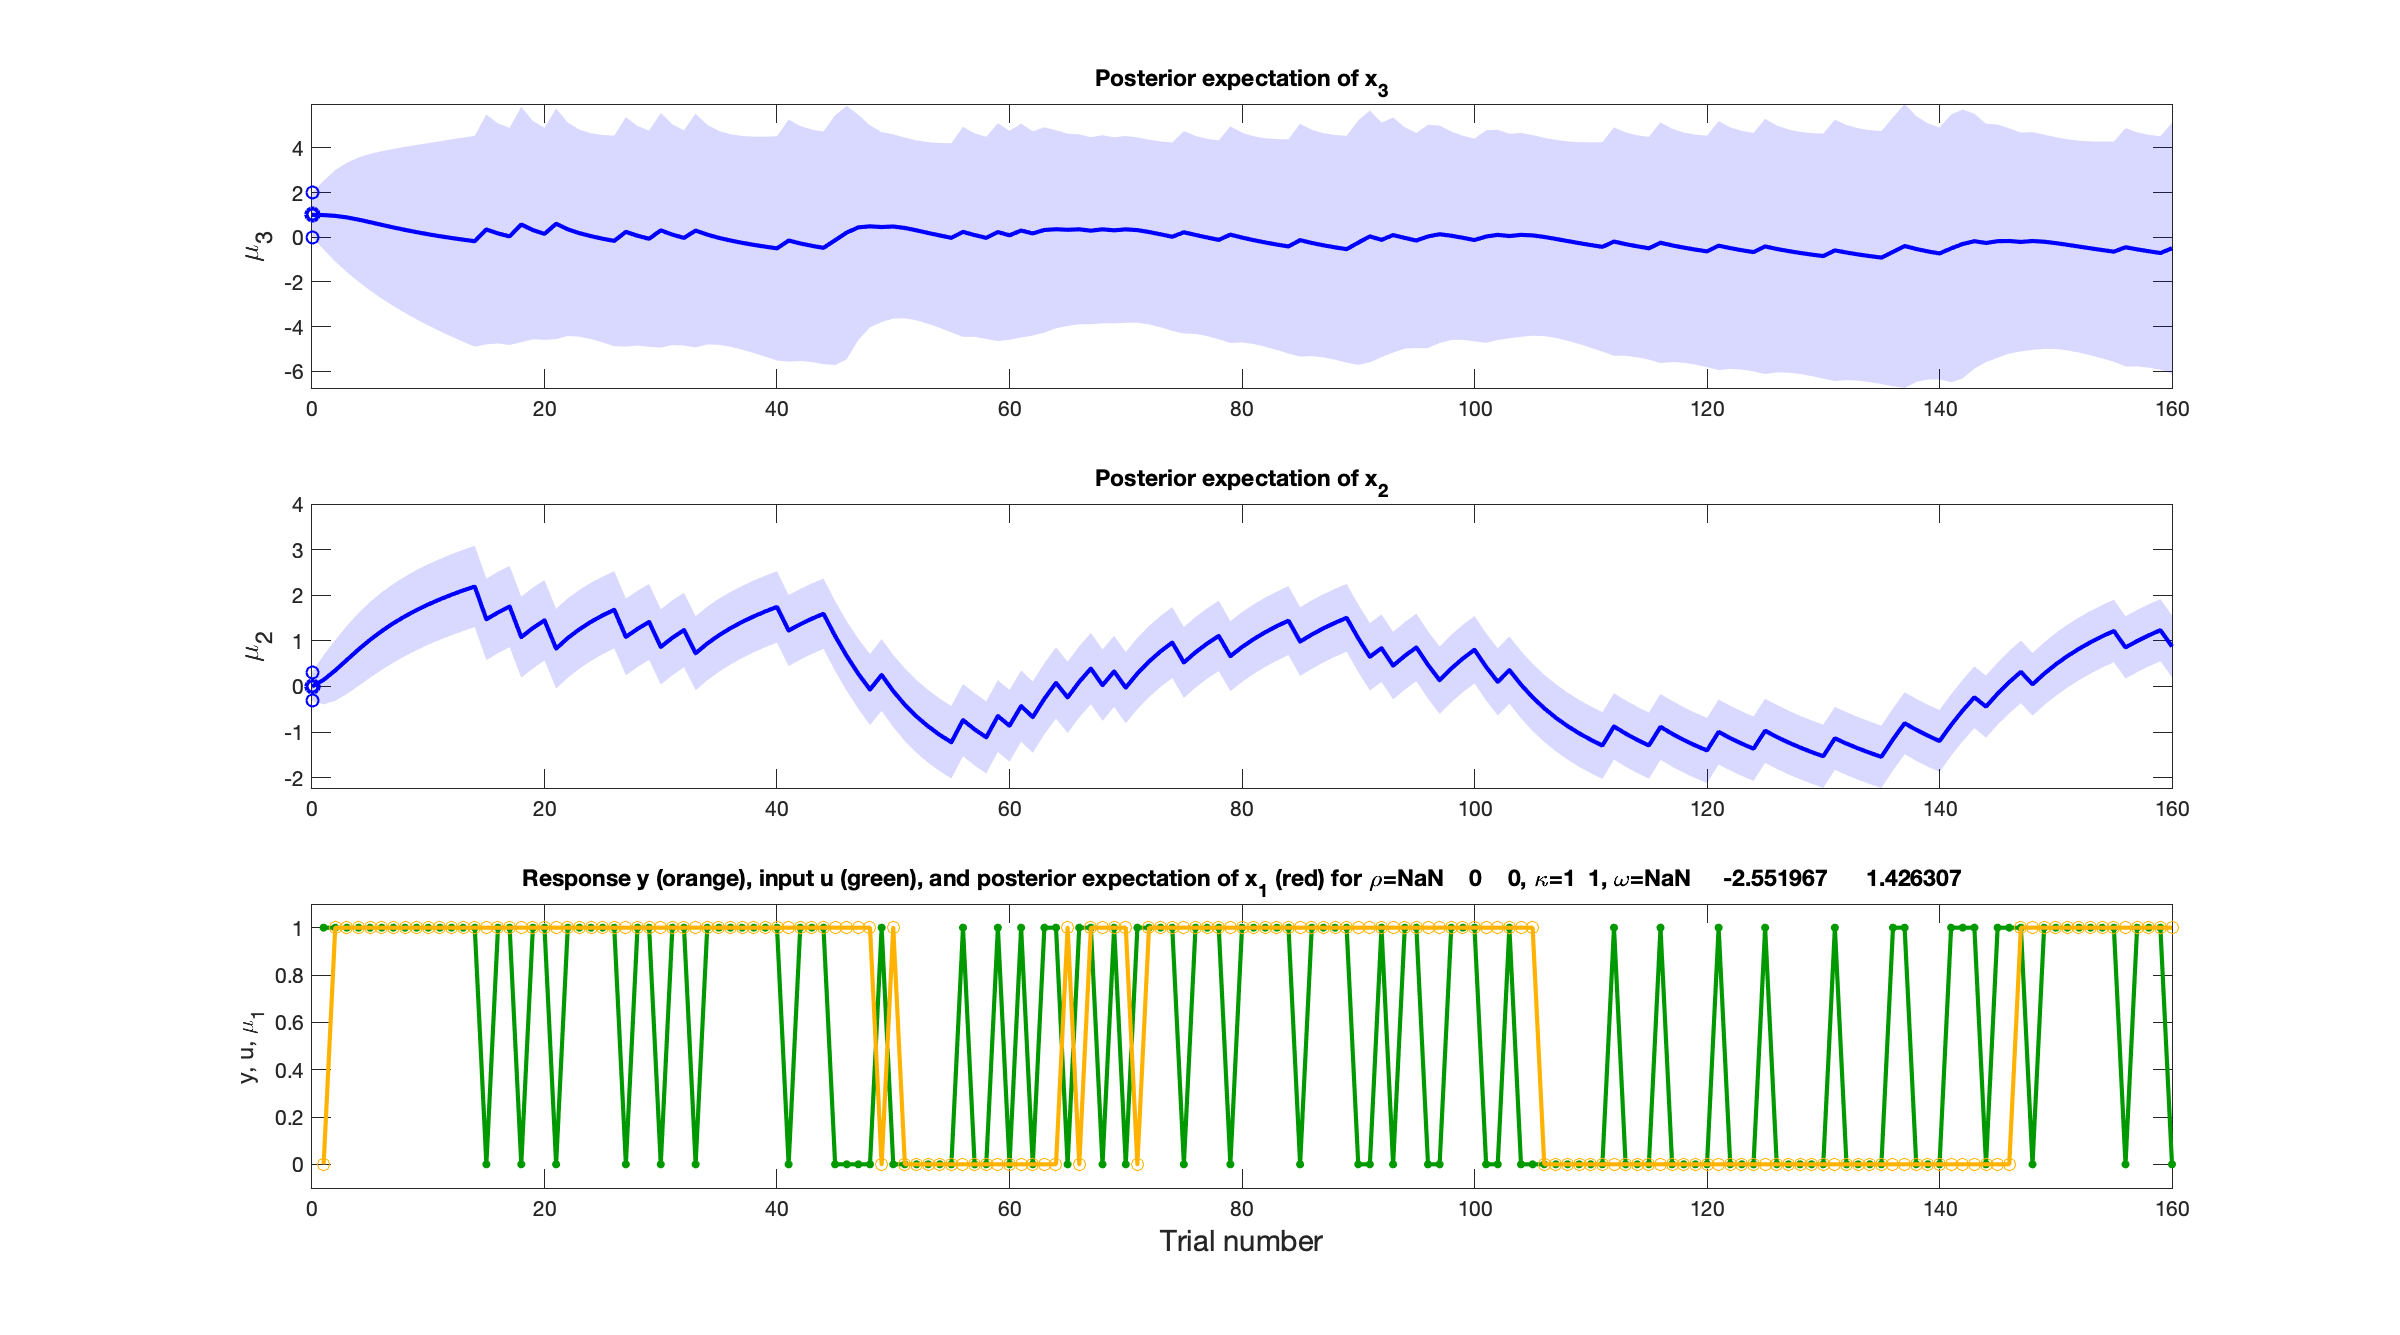 Posterior expectation of x3
4
2
0
-2
-4
-6
μ3
0 20 40 60 80 100 120 140 160
Posterior expectation of x2
4
3
2
1
0
-1
-2
μ2
0 20 40 60 80 100 120 140 160
Response y (orange), input u (green), and posterior expectation of x1 (red) for ρ=NaN 0 0, κ=1 1, ω=NaN -2.551967 1.426307
1
0.8
0.6
0.4
0.2
0
y, u, μ1
0 20 40 60 80 100 120 140 160
Trial number